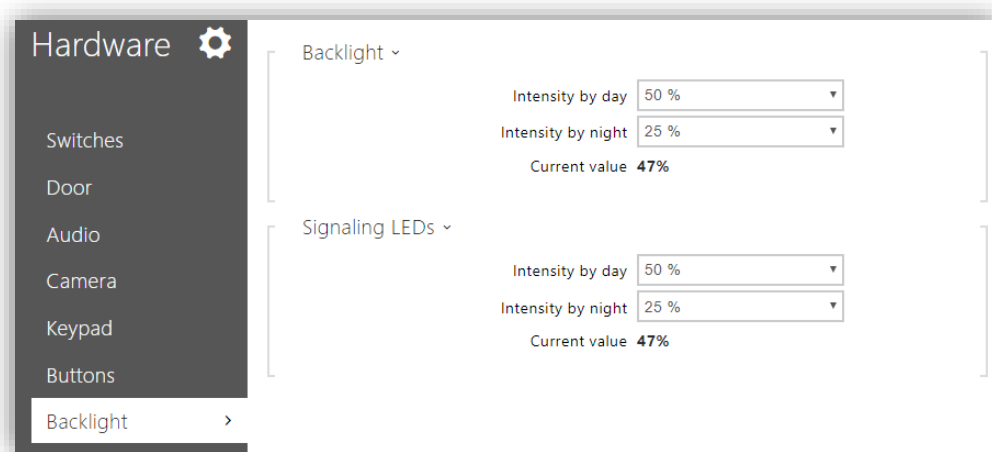 Hardware
Switches
Door
Audio
Camera
Keypad
Buttons
Backlight
Backlight
Intensity by day 50 %
Intensity by night 25 %
Current value 47%
Signaling LEDs
Intensity by day 50 %
Intensity by night 25 %
Current value 47%